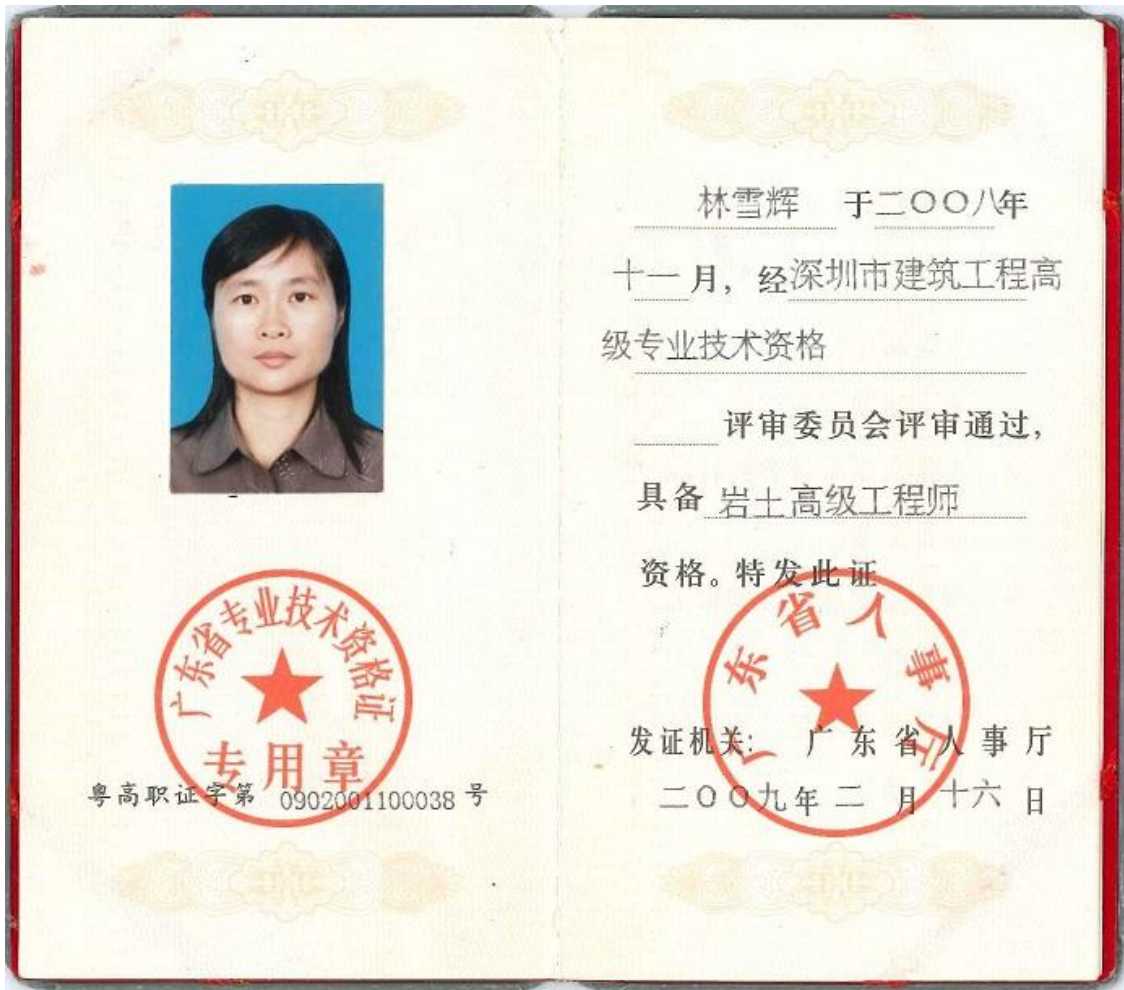 广东省专业技术资格证
专用章
粤高职证字第 0902001100038 号
林雪辉 于二〇〇八年
十一月，经深圳市建筑工程高
级专业技术资格
评审委员会评审通过，
具备 岩土高级工程师
资格。特发此证
广东省人事厅
发证机关: 广东省人事厅
二〇〇九年二月十六日